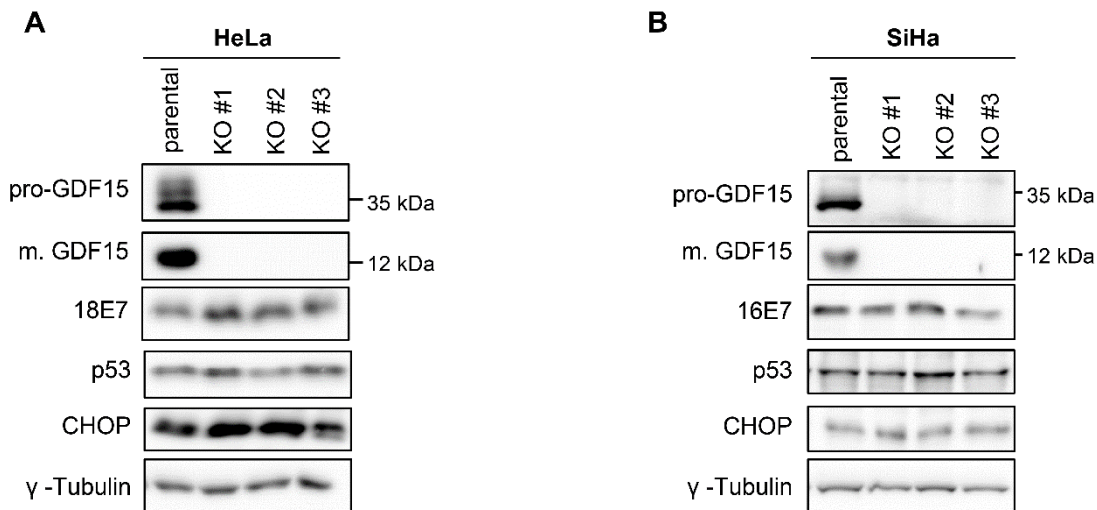 A
HeLa
parental
KO #1
KO #2
KO #3
pro-GDF15
35 kDa
m. GDF15
12 kDa
18E7
p53
CHOP
γ -Tubulin
B
SiHa
parental
KO #1
KO #2
KO #3
pro-GDF15
35 kDa
m. GDF15
12 kDa
16E7
p53
CHOP
γ -Tubulin